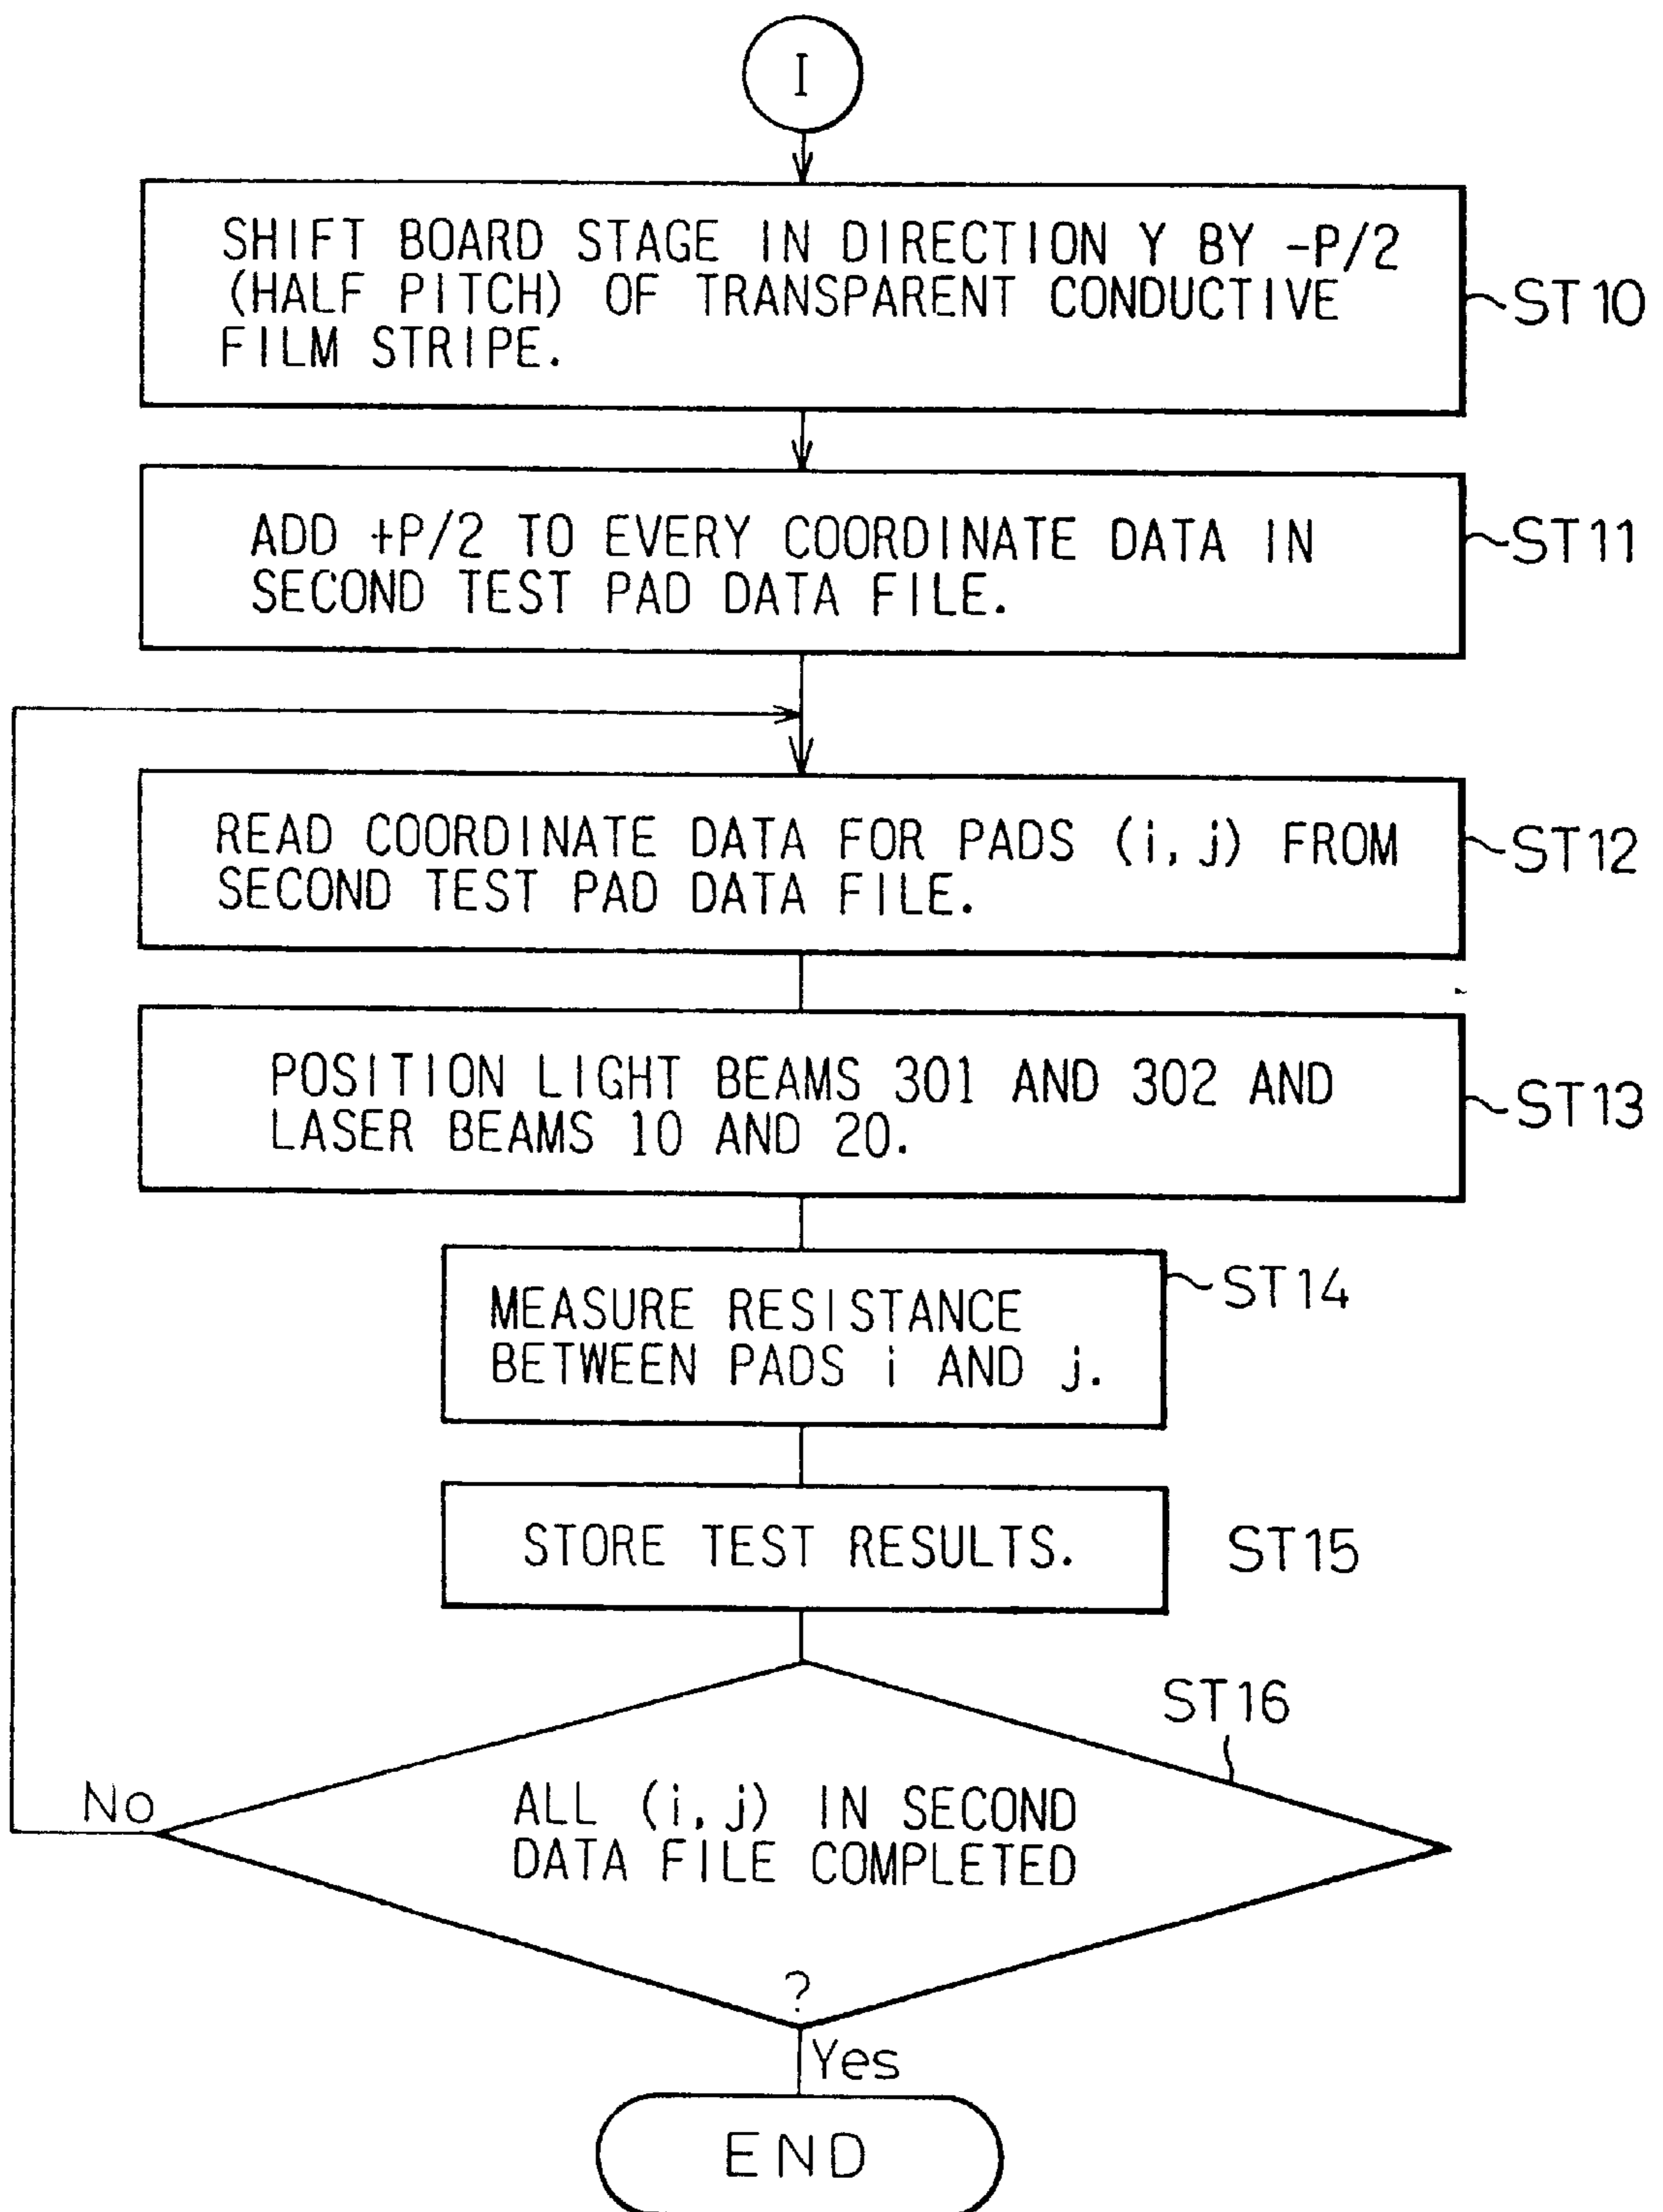 I
SHIFT BOARD STAGE IN DIRECTION Y BY -P/2
(HALF PITCH) OF TRANSPARENT CONDUCTIVE
FILM STRIPE.
ST10
ADD +P/2 TO EVERY COORDINATE DATA IN
SECOND TEST PAD DATA FILE.
ST11
READ COORDINATE DATA FOR PADS (i, j) FROM
SECOND TEST PAD DATA FILE.
ST12
POSITION LIGHT BEAMS 301 AND 302 AND
LASER BEAMS 10 AND 20.
ST13
MEASURE RESISTANCE
BETWEEN PADS i AND j.
ST14
STORE TEST RESULTS.
ST15
ST16
No
ALL (i, j) IN SECOND
DATA FILE COMPLETED
?
Yes
END